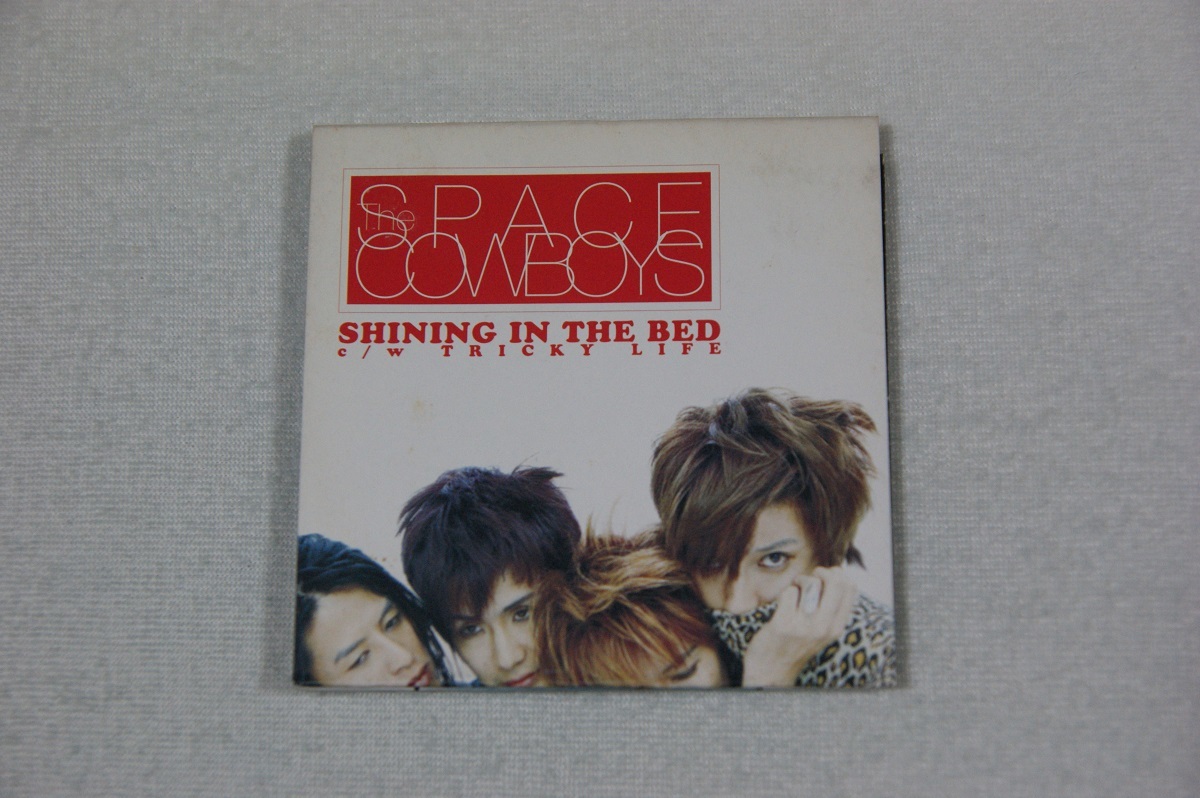 The SPACE
COWBOYS
SHINING IN THE BED
c/w TRICKY LIFE